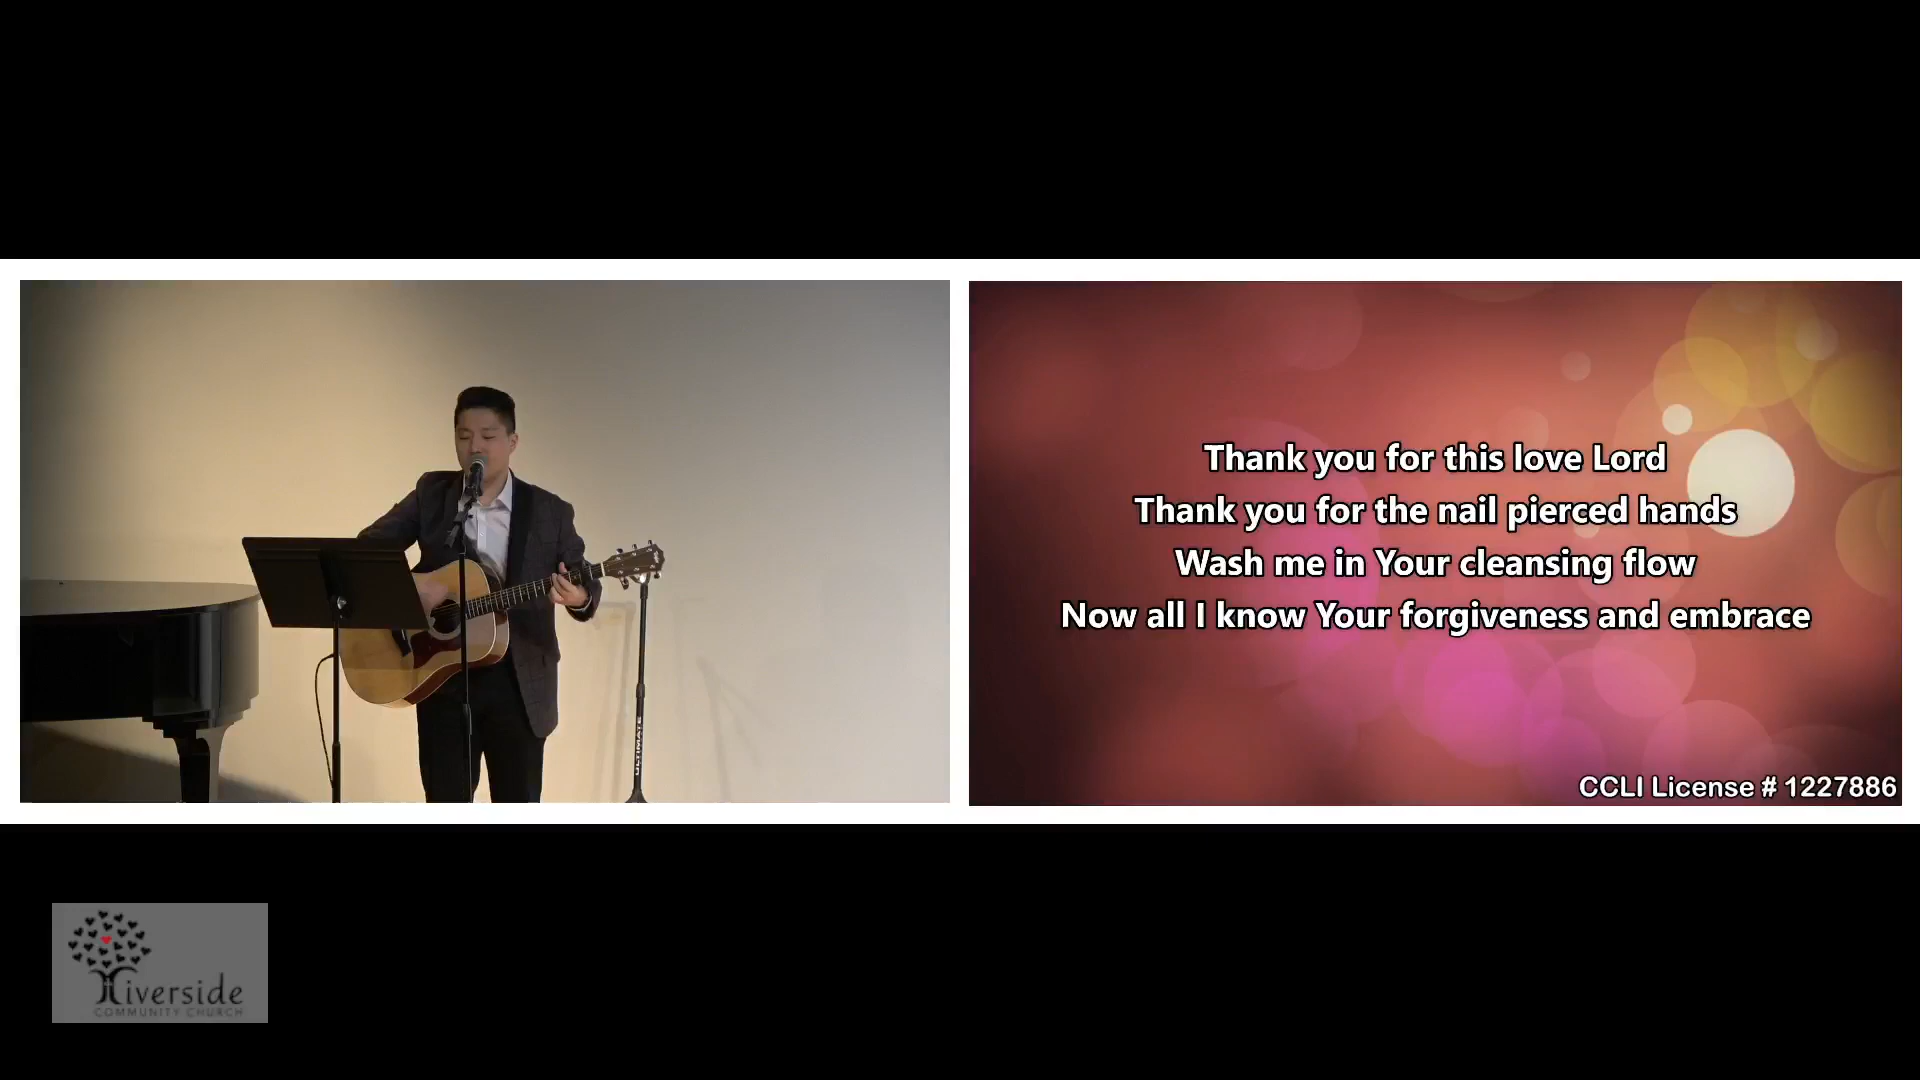 Thank you for this love Lord
Thank you for the nail pierced hands
Wash me in Your cleansing flow
Now all I know Your forgiveness and embrace
CCLI License # 1227886
ULTIMATE
Riverside
COMMUNITY CHURCH